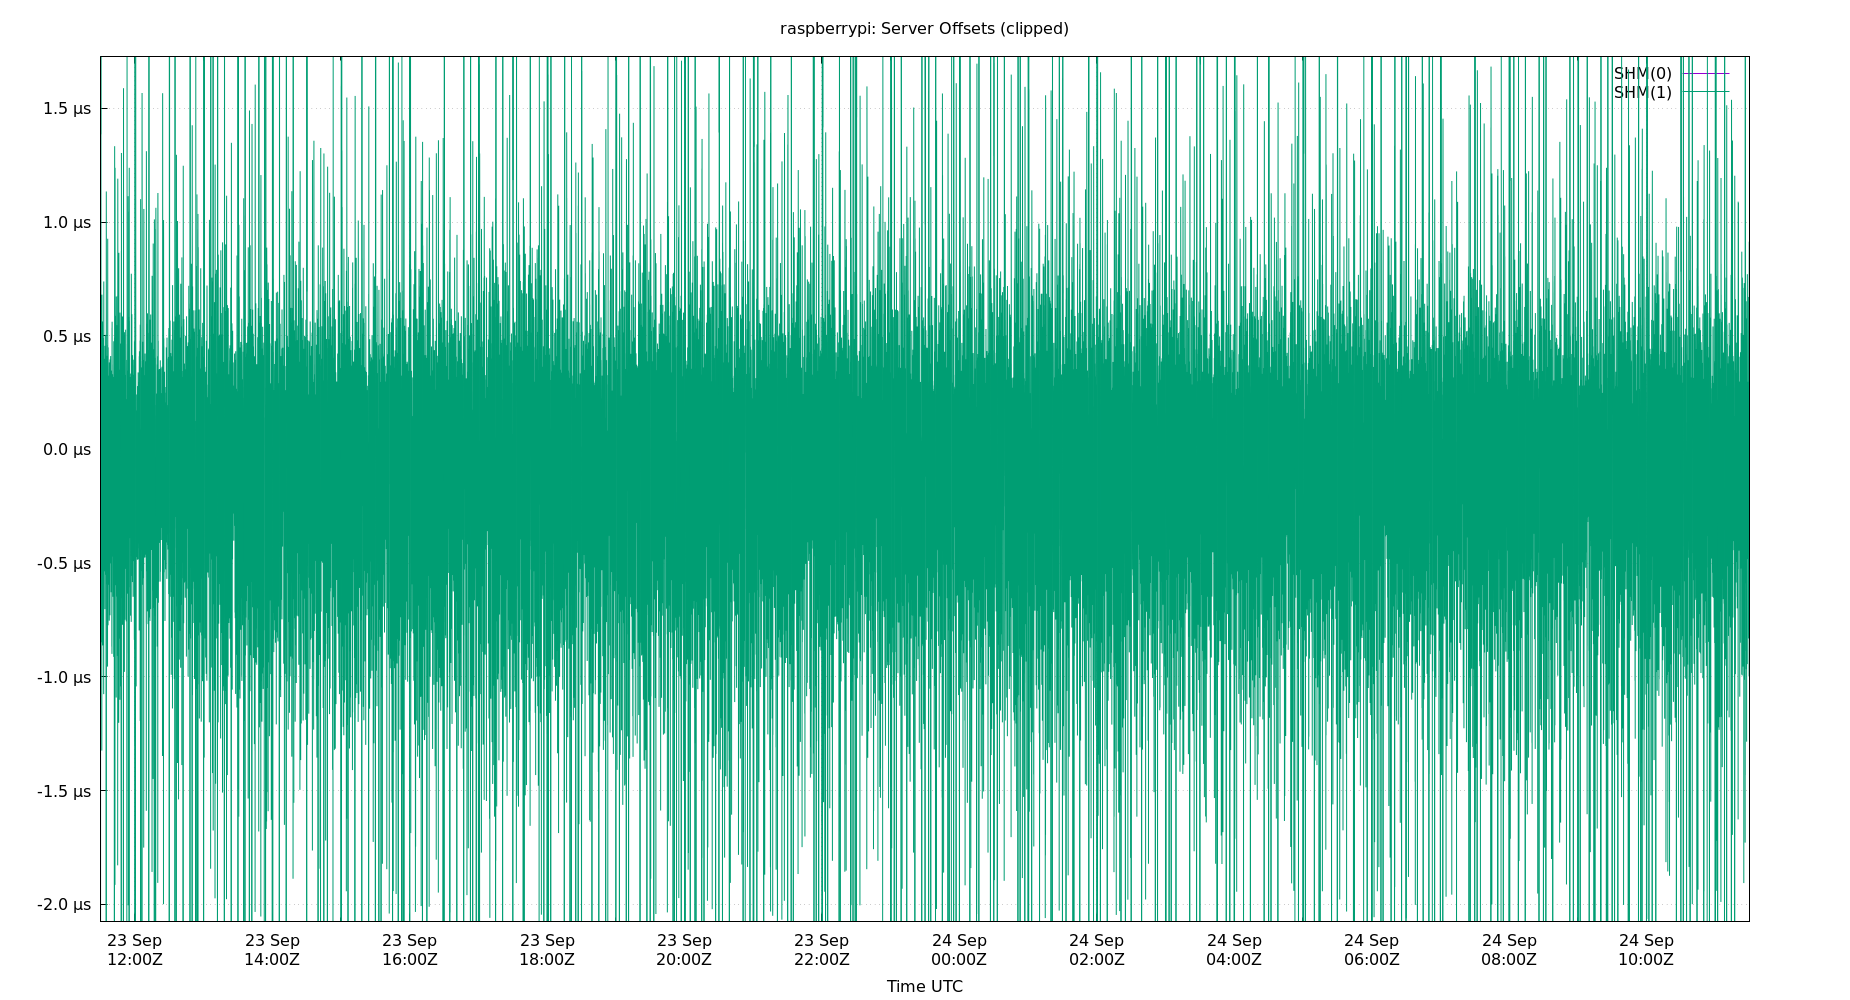 raspberrypi: Server Offsets (clipped)
SHM(0)
SHM(1)
1.5 µs
1.0 µs
0.5 µs
0.0 µs
-0.5 µs
-1.0 µs
-1.5 µs
-2.0 µs
23 Sep 23 Sep 23 Sep 23 Sep 23 Sep 23 Sep 24 Sep 24 Sep 24 Sep 24 Sep 24 Sep 24 Sep
12:00Z 14:00Z 16:00Z 18:00Z 20:00Z 22:00Z 00:00Z 02:00Z 04:00Z 06:00Z 08:00Z 10:00Z
Time UTC